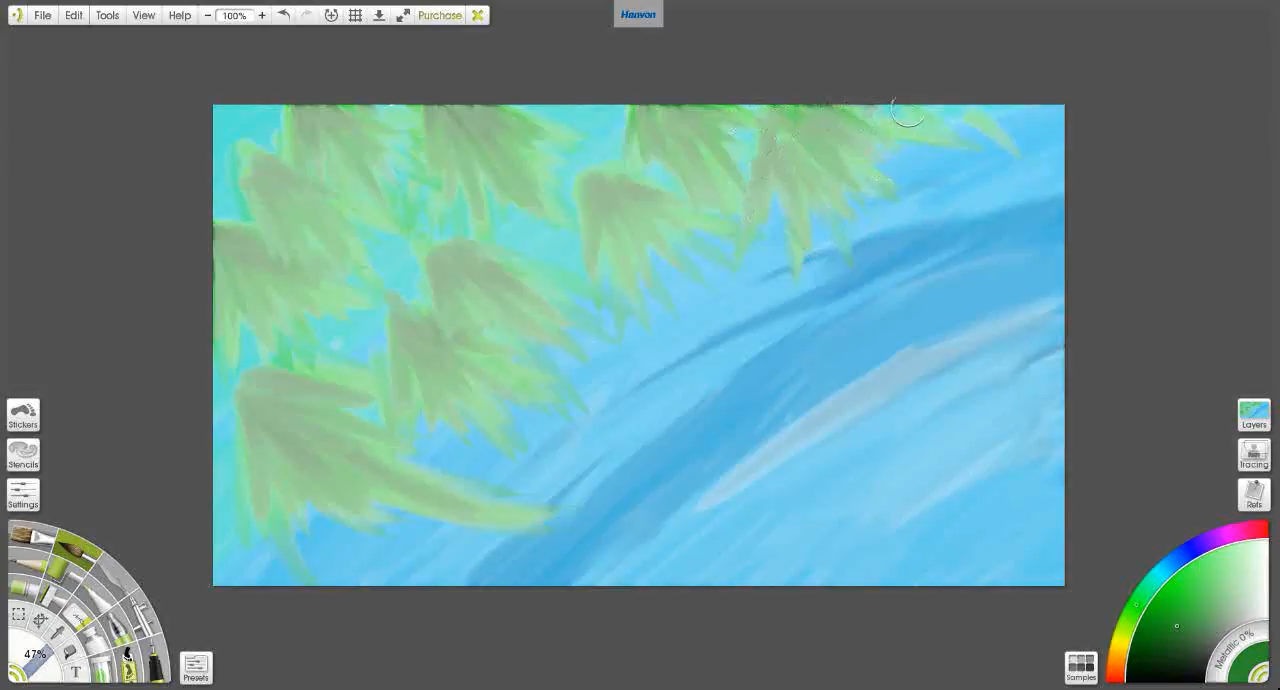 File Edit Tools View Help − 100% + Purchase
Hanvon
Stickers
Stencils
Settings
47%
T
Presets
Layers
Tracing
Refs
Metallic 0%
Samples